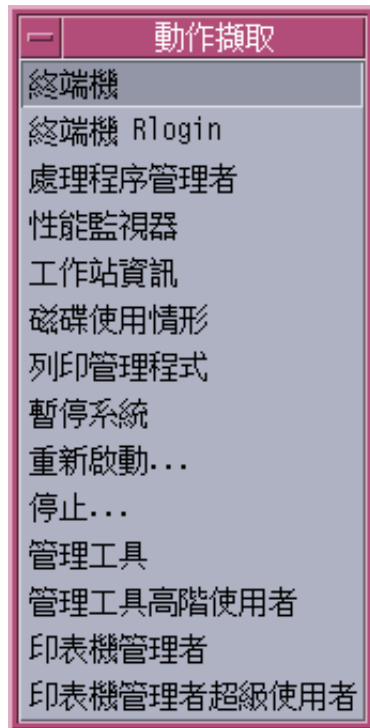 動作擷取
終端機
終端機 Rlogin
處理程序管理者
性能監視器
工作站資訊
磁碟使用情形
列印管理程式
暫停系統
重新啟動...
停止...
管理工具
管理工具高階使用者
印表機管理者
印表機管理者超級使用者